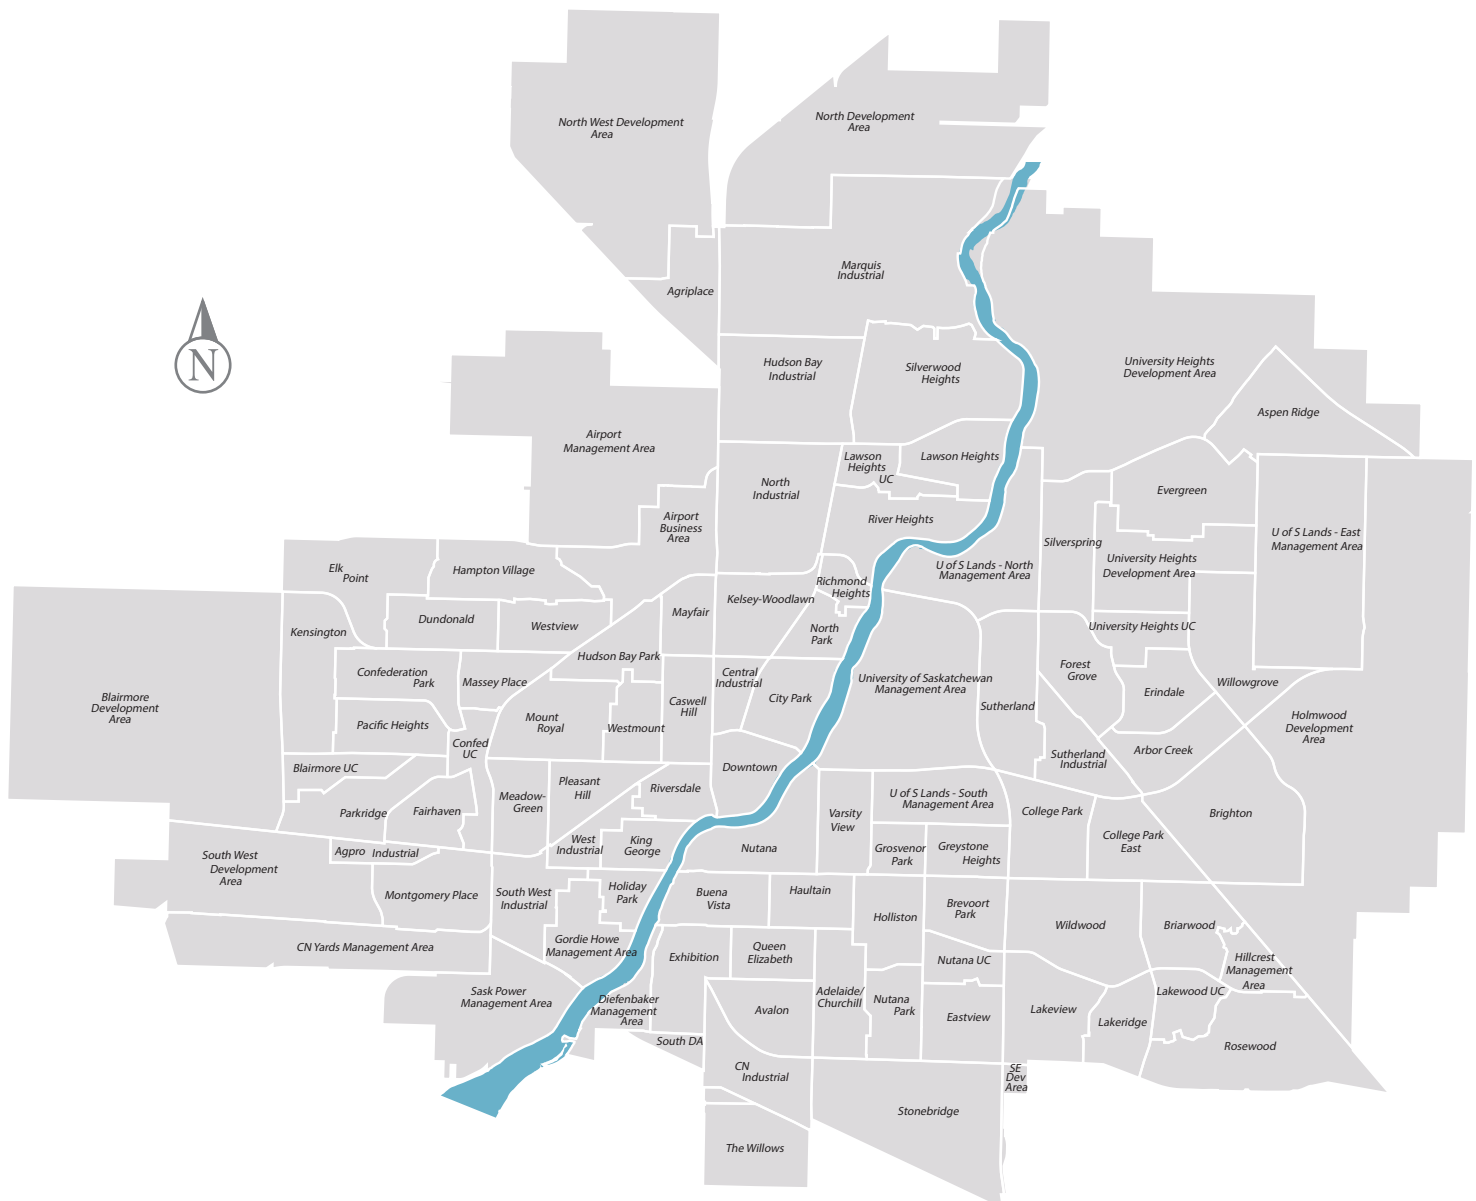 North West Development
Area
North Development
Area
Marquis
Industrial
Agriplace
N
Hudson Bay
Industrial
Silverwood
Heights
University Heights
Development Area
Aspen Ridge
Airport
Management Area
Lawson
Heights
UC
Lawson Heights
North
Industrial
Evergreen
Airport
Business
Area
River Heights
U of S Lands - East
Management Area
Silverspring
University Heights
Development Area
U of S Lands - North
Management Area
Elk
Point
Hampton Village
Richmond
Heights
Kelsey-Woodlawn
Mayfair
Dundonald
Westview
Kensington
North
Park
University Heights UC
Hudson Bay Park
Confederation
Park
Massey Place
Central
Industrial
City Park
University of Saskatchewan
Management Area
Forest
Grove
Erindale
Willowgrove
Blairmore
Development
Area
Caswell
Hill
Sutherland
Holmwood
Development
Area
Pacific Heights
Mount
Royal
Westmount
Confed
UC
Sutherland
Industrial
Arbor Creek
Blairmore UC
Downtown
Pleasant
Hill
Riversdale
U of S Lands - South
Management Area
Meadow-
Green
Parkridge
Fairhaven
Varsity
View
College Park
Brighton
College Park
East
West
Industrial
King
George
Nutana
Grosvenor
Park
Greystone
Heights
Agpro Industrial
South West
Development
Area
Montgomery Place
South West
Industrial
Holiday
Park
Buena
Vista
Haultain
Holliston
Brevoort
Park
Wildwood
Briarwood
CN Yards Management Area
Gordie Howe
Management Area
Exhibition
Queen
Elizabeth
Nutana UC
Hillcrest
Management
Area
Sask Power
Management Area
Diefenbaker
Management
Area
Adelaide/
Churchill
Nutana
Park
Lakewood UC
Avalon
Eastview
Lakeview
Lakeridge
South DA
Rosewood
CN
Industrial
SE
Dev
Area
Stonebridge
The Willows